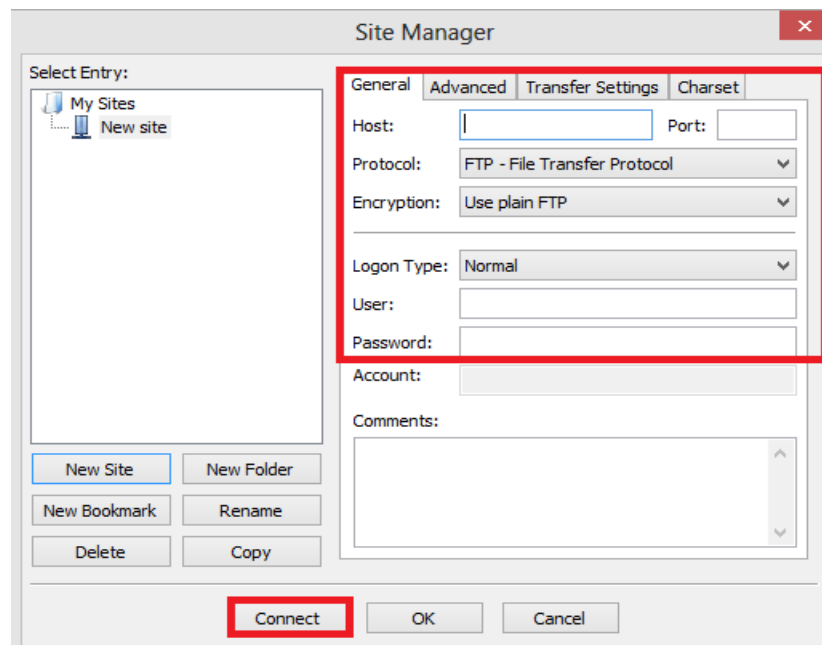 Site Manager
Select Entry:
My Sites
New site
General Advanced Transfer Settings Charset
Host: Port:
Protocol: FTP - File Transfer Protocol
Encryption: Use plain FTP
Logon Type: Normal
User:
Password:
Account:
Comments:
New Site New Folder
New Bookmark Rename
Delete Copy
Connect OK Cancel